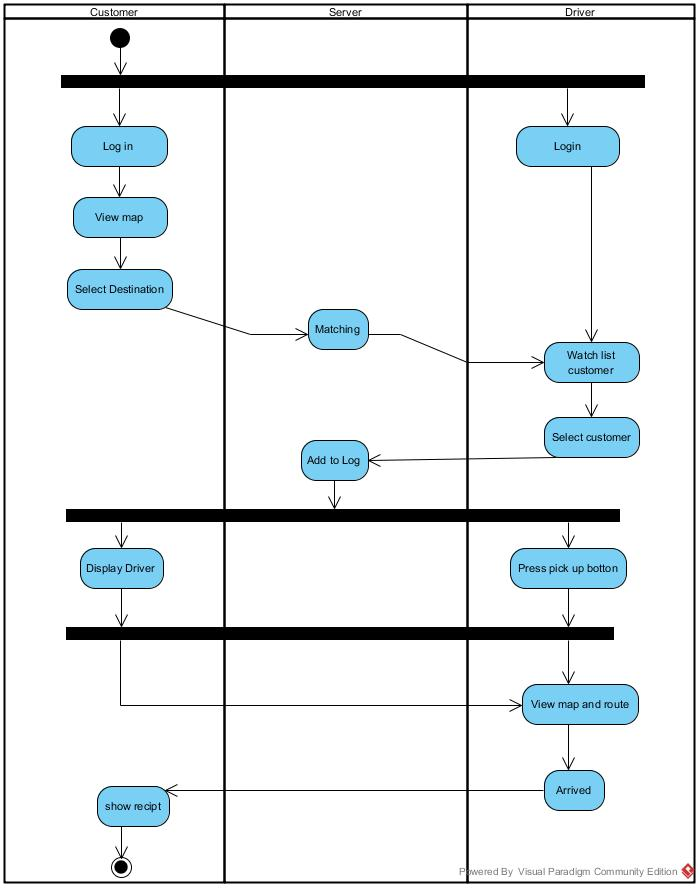 Customer
Server
Driver
Log in
Login
View map
Select Destination
Matching
Watch list
customer
Select customer
Add to Log
Display Driver
Press pick up botton
View map and route
Arrived
show recipt
Powered By Visual Paradigm Community Edition